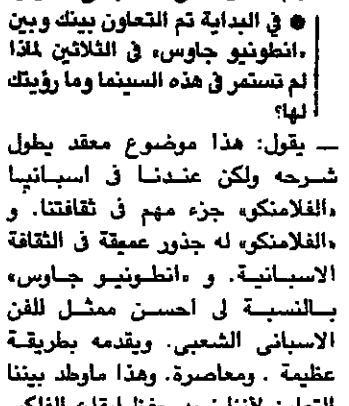 ● في البداية تم التعاون بينك وبين
«انطونيو جاوس» في الثلاثين لماذا
لم تستمر في هذه السينما وما رؤيتك
لها؟
— يقول: هذا موضوع معقد يطول
شرحه ولكن عندنا في اسبانيا
«الفلامنكو» جزء مهم في ثقافتنا. و
«الفلامنكو» له جذور عميقة في الثقافة
الاسبانية. و «انطونيو جاوس»
بالنسبة لي احسن ممثل للفن
الاسباني الشعبي. ويقدمه بطريقة
عظيمة . ومعاصرة. وهذا ماوطد بيننا